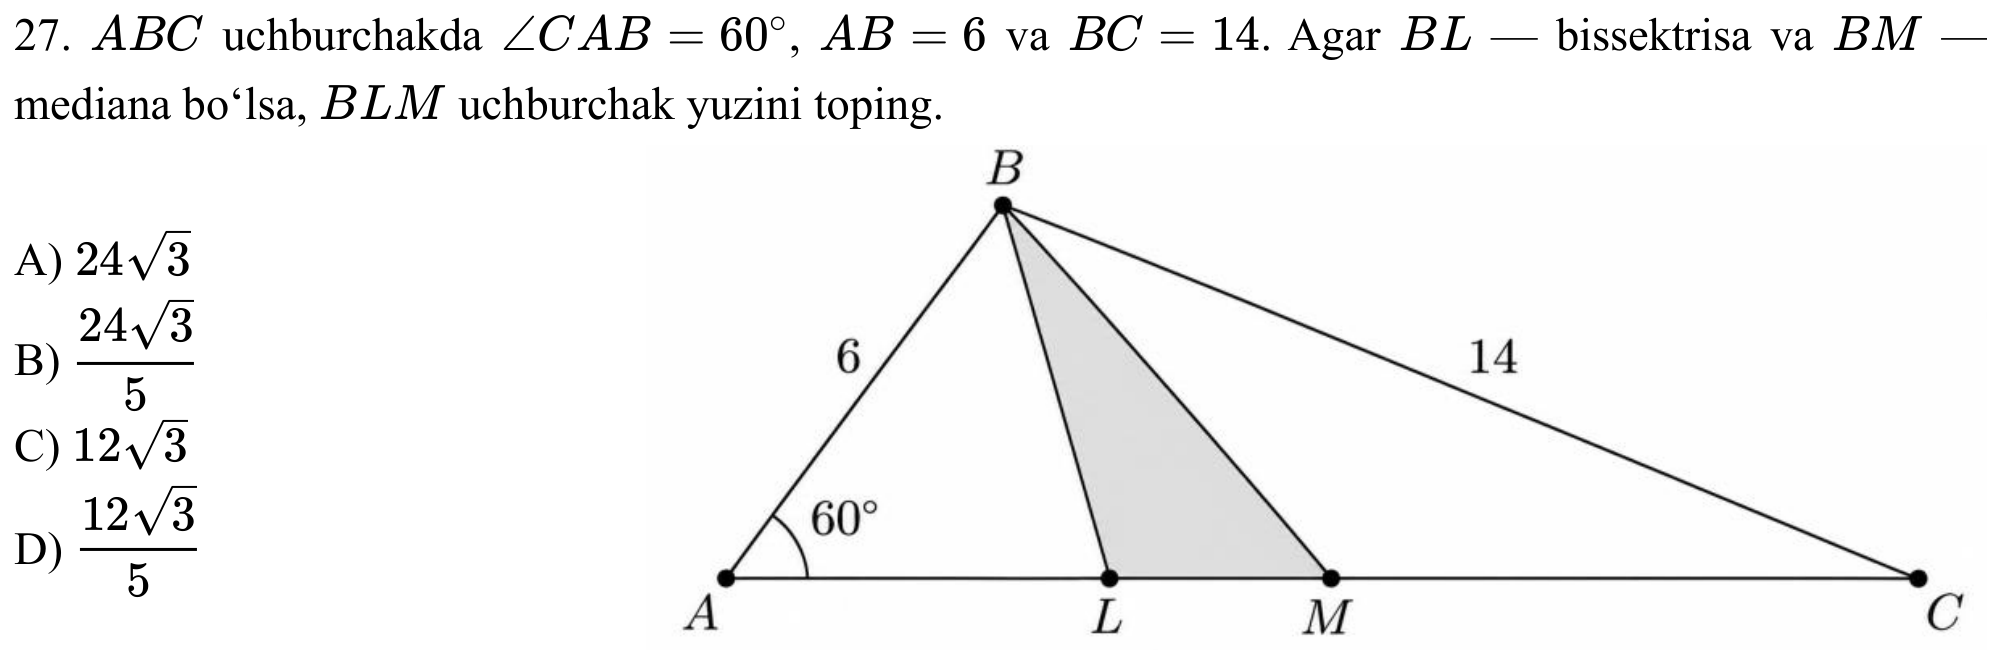 27. ABC uchburchakda ∠CAB = 60°, AB = 6 va BC = 14. Agar BL — bissektrisa va BM —
mediana bo‘lsa, BLM uchburchak yuzini toping.
A) 24√3
B) 24√3/5
C) 12√3
D) 12√3/5
B
6
14
60°
A
L
M
C